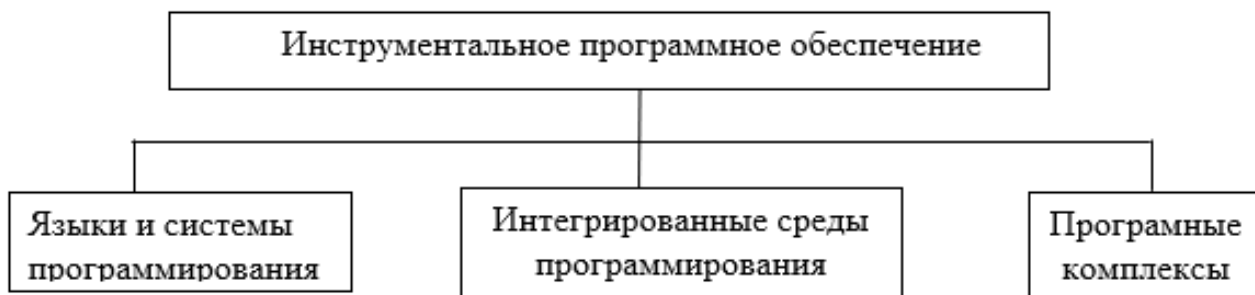 Инструментальное программное обеспечение
Языки и системы
программирования
Интегрированные среды
программирования
Програмные
комплексы